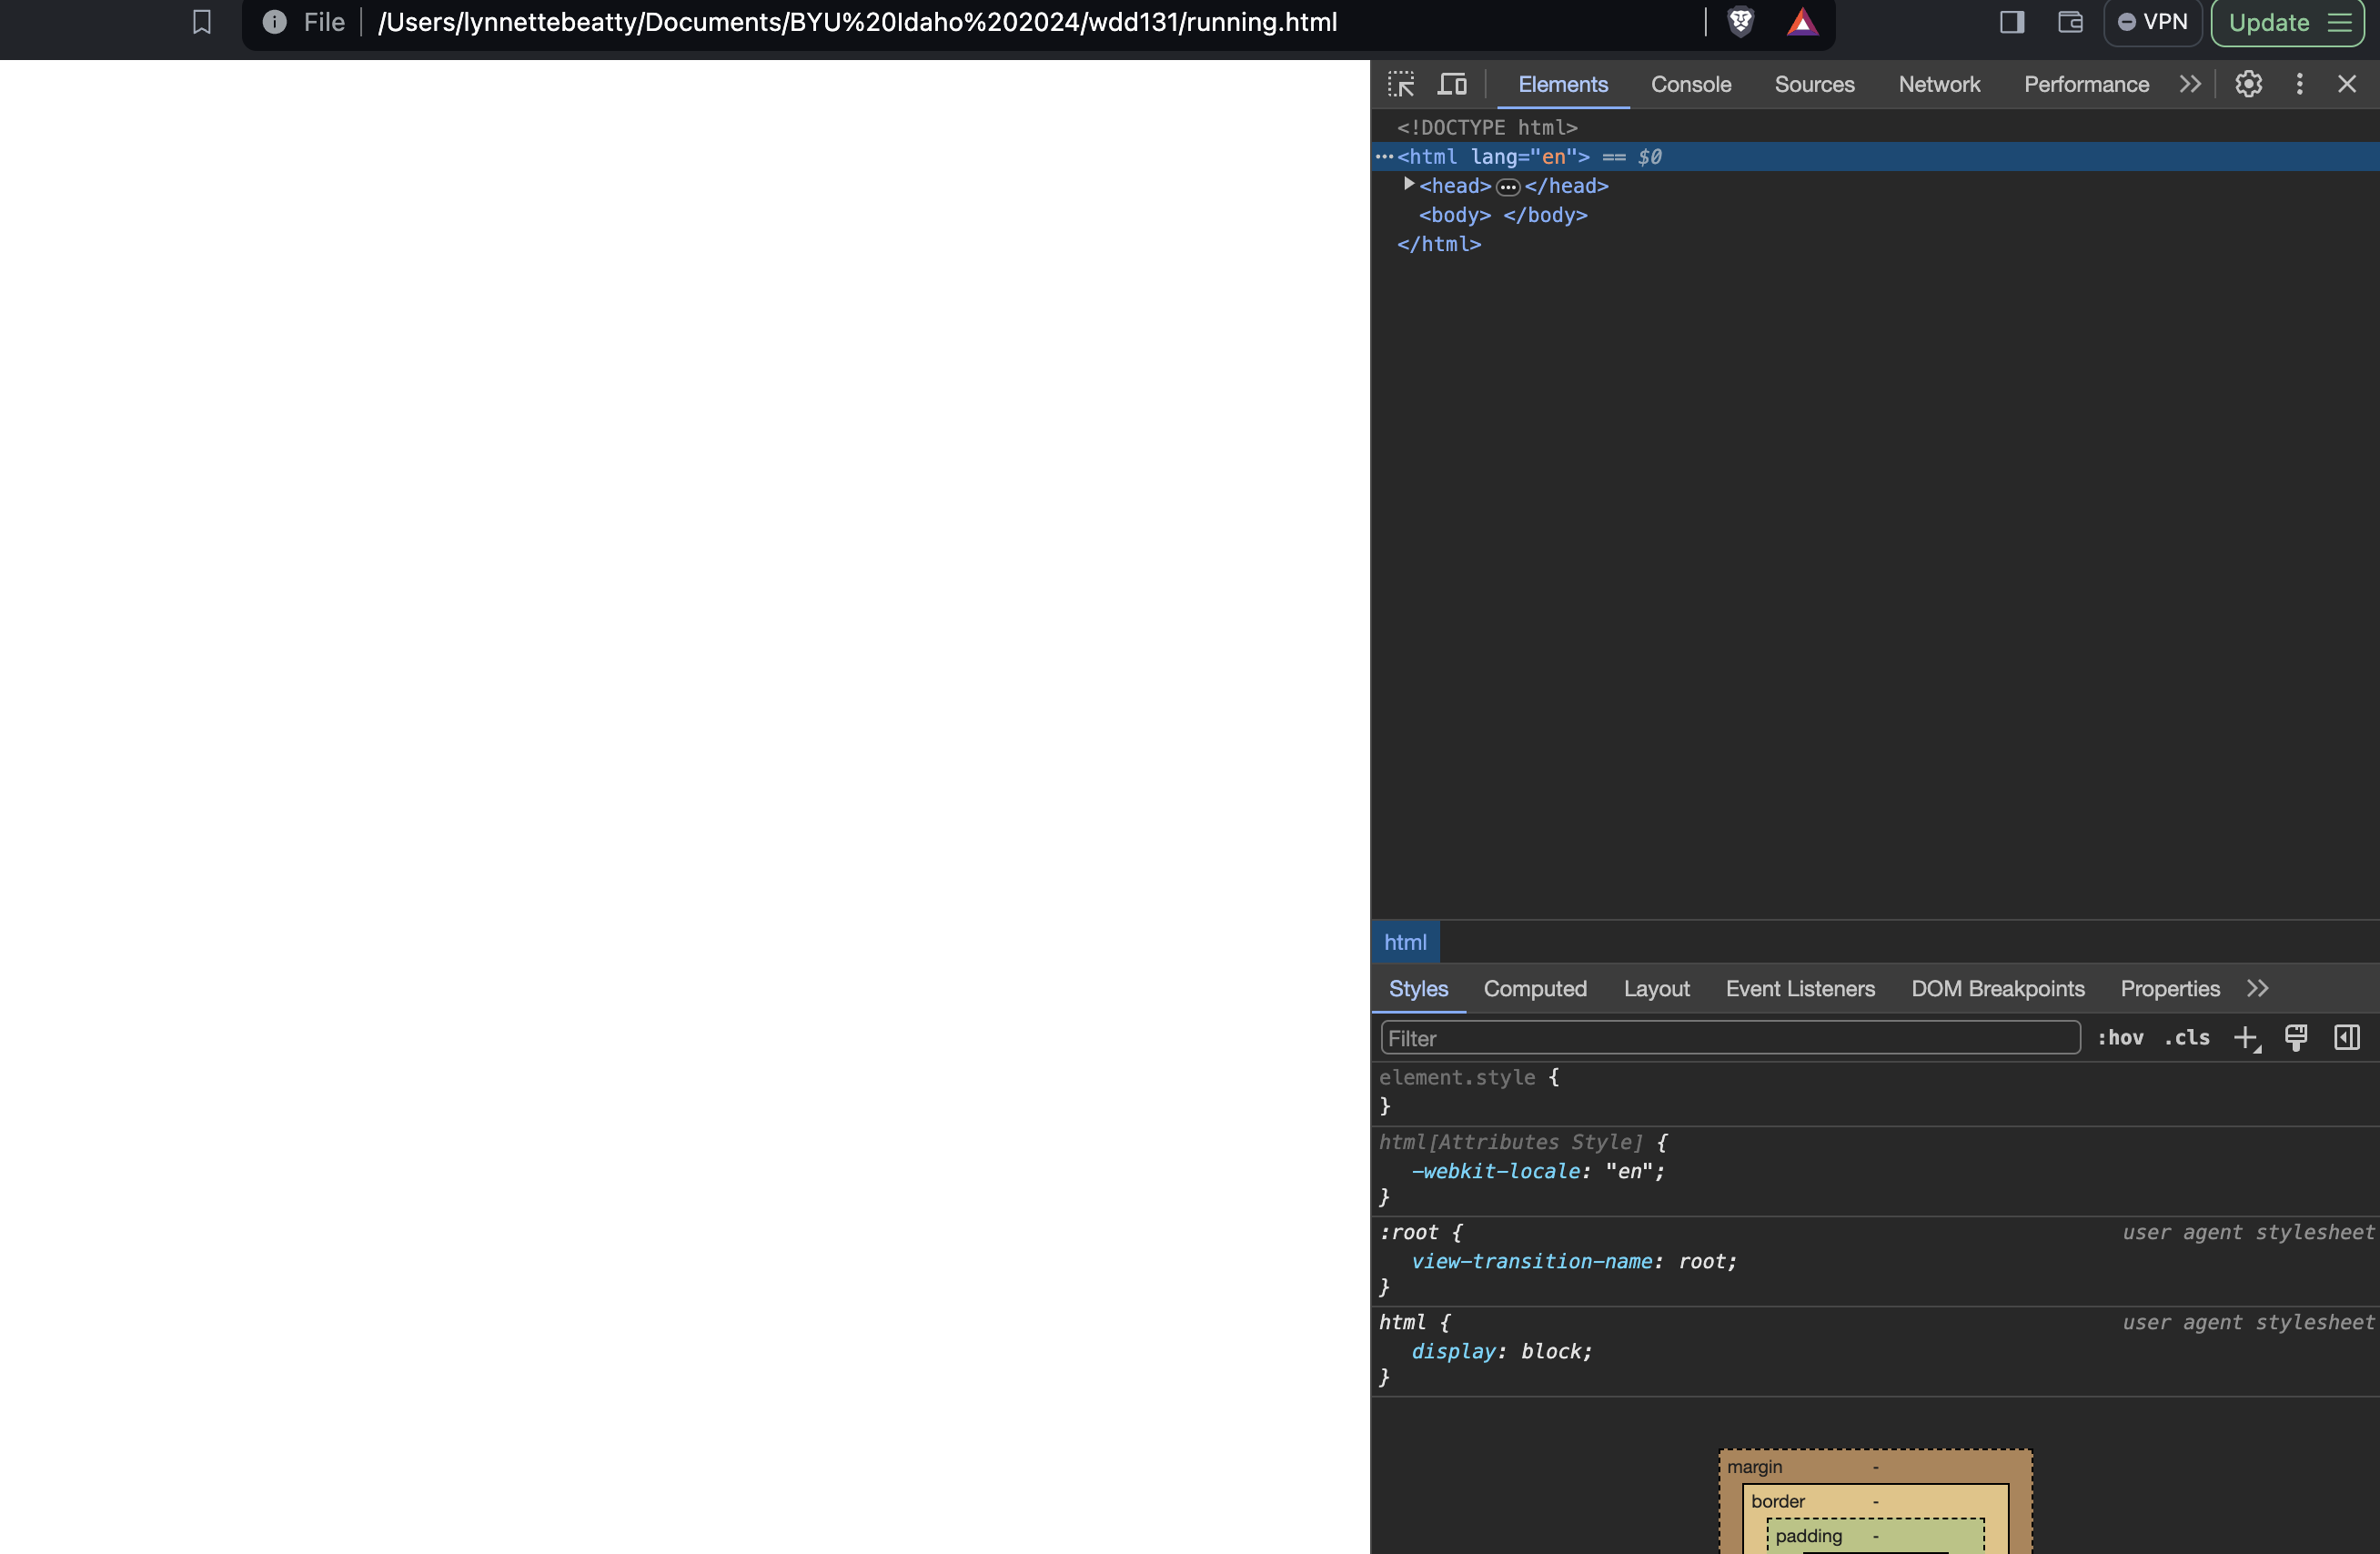 File /Users/lynnettebeatty/Documents/BYU%20Idaho%202024/wdd131/running.html VPN Update
Elements Console Sources Network Performance
<!DOCTYPE html>
<html lang="en"> == $0
<head> </head>
<body> </body>
</html>
html
Styles Computed Layout Event Listeners DOM Breakpoints Properties
Filter :hov .cls
element.style {
}
html[Attributes Style] {
-webkit-locale: "en";
}
:root { user agent stylesheet
view-transition-name: root;
}
html { user agent stylesheet
display: block;
}
margin -
border -
padding -